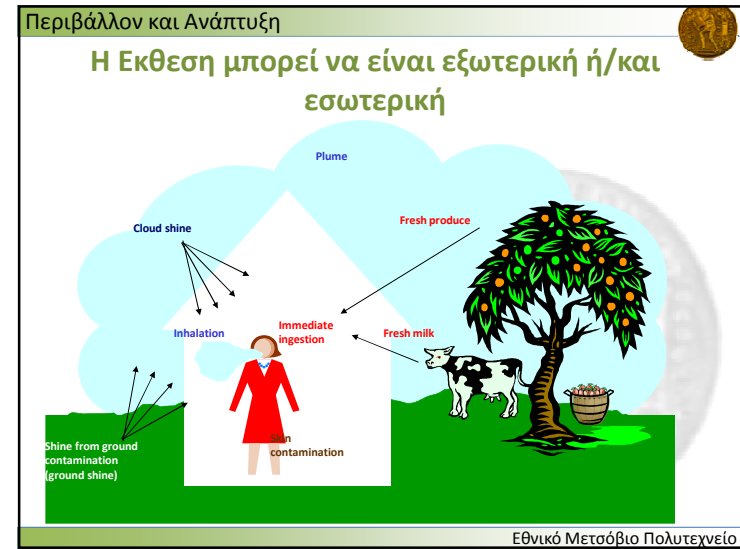 Περιβάλλον και Ανάπτυξη
Η Εκθεση μπορεί να είναι εξωτερική ή/και
εσωτερική
Plume
Cloud shine
Fresh produce
Inhalation
Immediate
ingestion
Fresh milk
Skin
contamination
Shine from ground
contamination
(ground shine)
Εθνικό Μετσόβιο Πολυτεχνείο